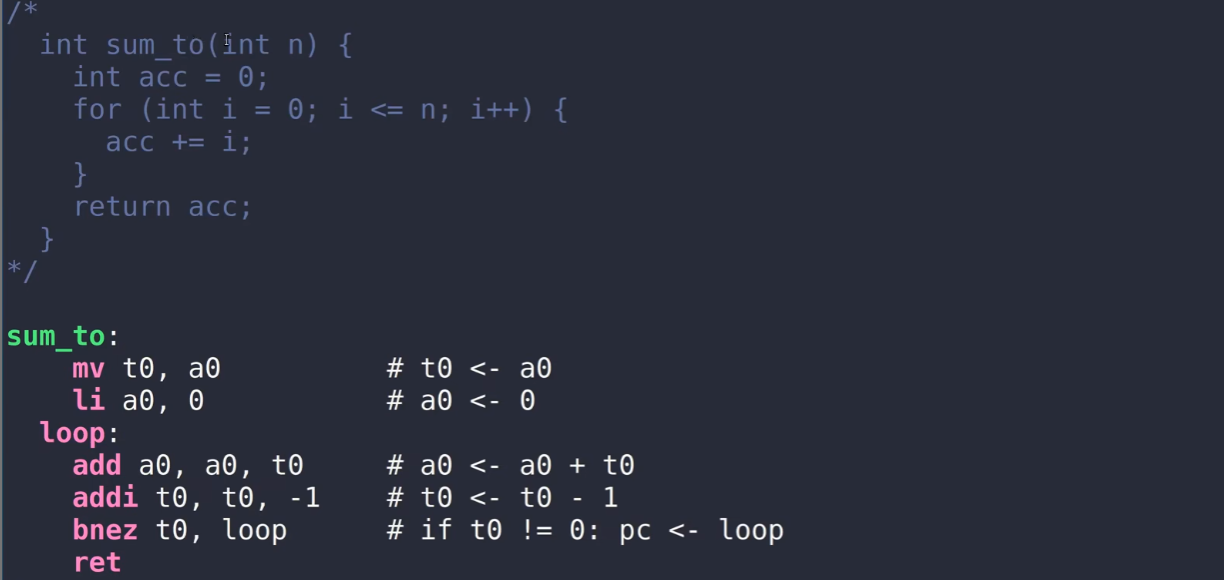 /*
  int sum_to(int n) {
    int acc = 0;
    for (int i = 0; i <= n; i++) {
      acc += i;
    }
    return acc;
  }
*/
sum_to:
    mv t0, a0          # t0 <- a0
    li a0, 0           # a0 <- 0
  loop:
    add a0, a0, t0     # a0 <- a0 + t0
    addi t0, t0, -1    # t0 <- t0 - 1
    bnez t0, loop      # if t0 != 0: pc <- loop
    ret